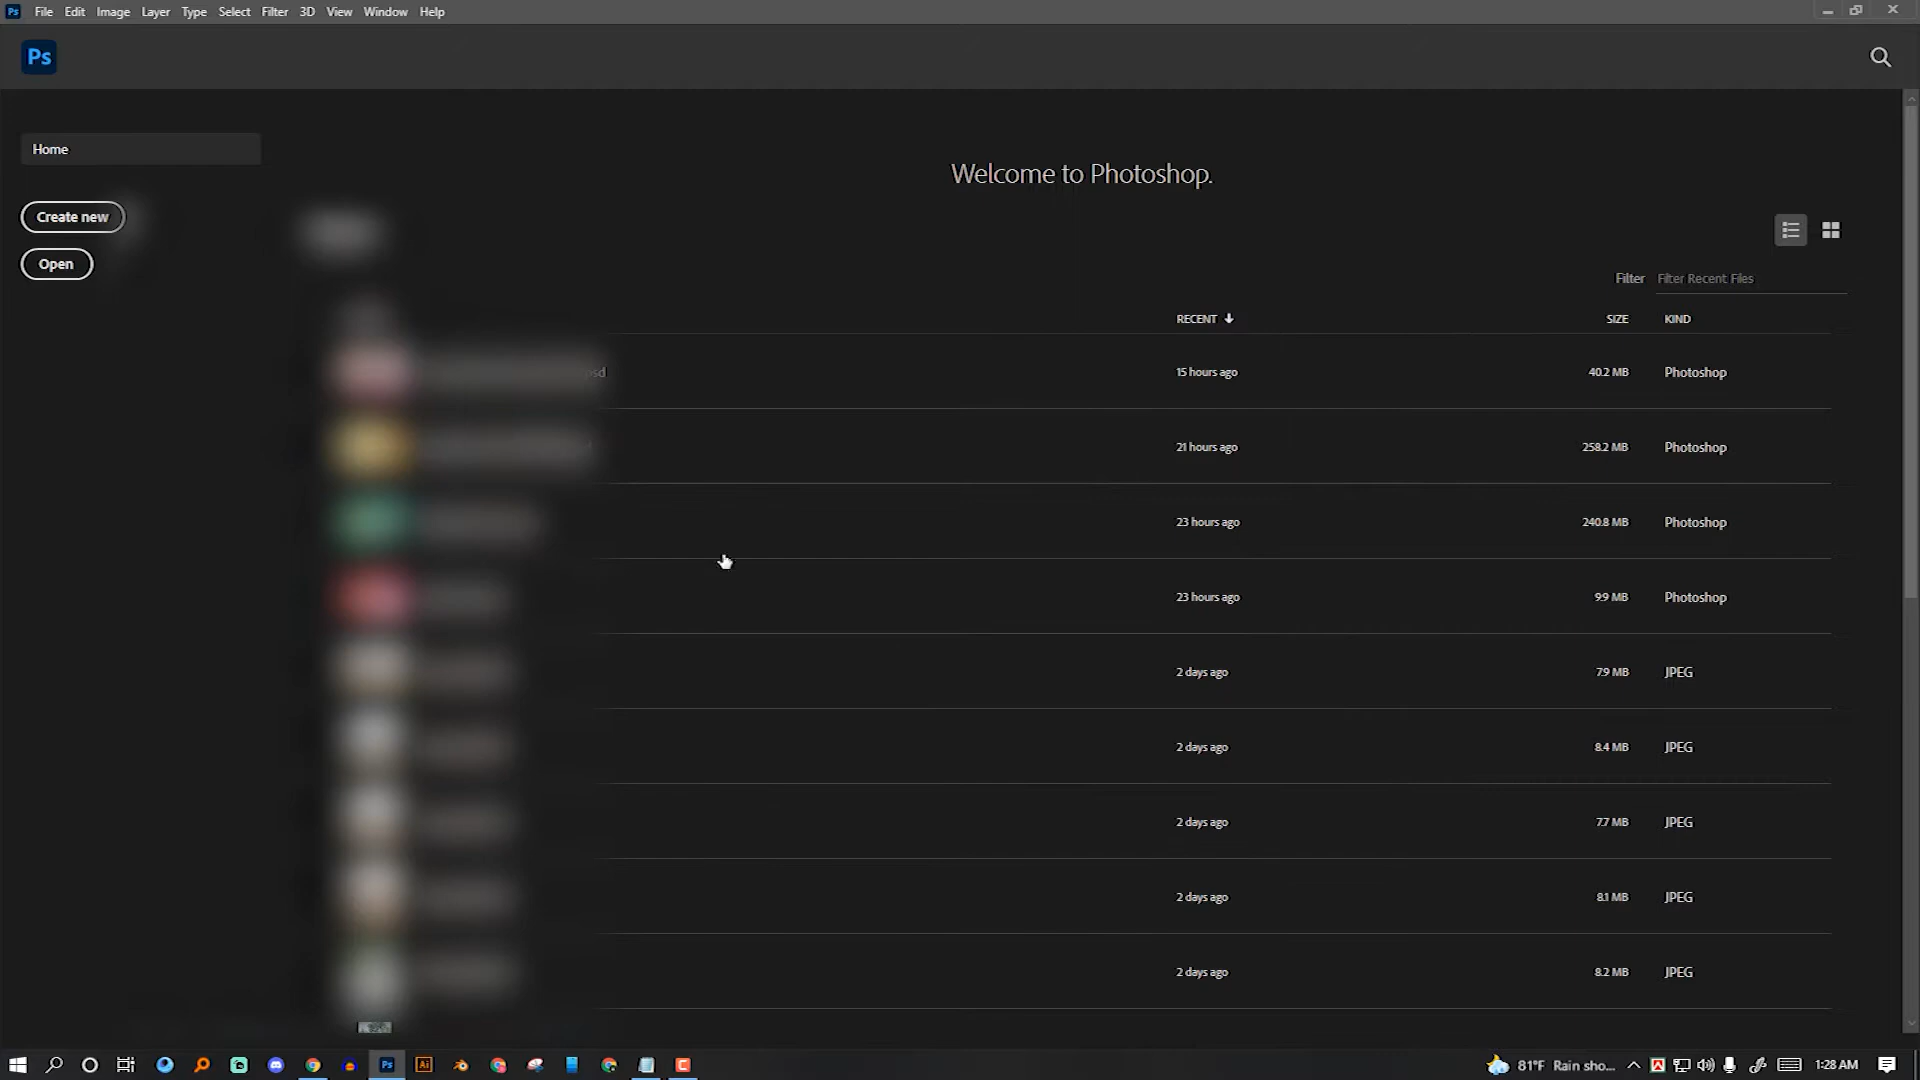 Ps File Edit Image Layer Type Select Filter 3D View Window Help
Ps
Home
Welcome to Photoshop.
Create new
Open
Filter Filter Recent Files
RECENT SIZE KIND
psd 15 hours ago 40.2 MB Photoshop
21 hours ago 258.2 MB Photoshop
23 hours ago 240.8 MB Photoshop
23 hours ago 9.9 MB Photoshop
2 days ago 7.9 MB JPEG
2 days ago 8.4 MB JPEG
2 days ago 7.7 MB JPEG
2 days ago 8.1 MB JPEG
2 days ago 8.2 MB JPEG
Ps Ai 81°F Rain sho... 1:28 AM